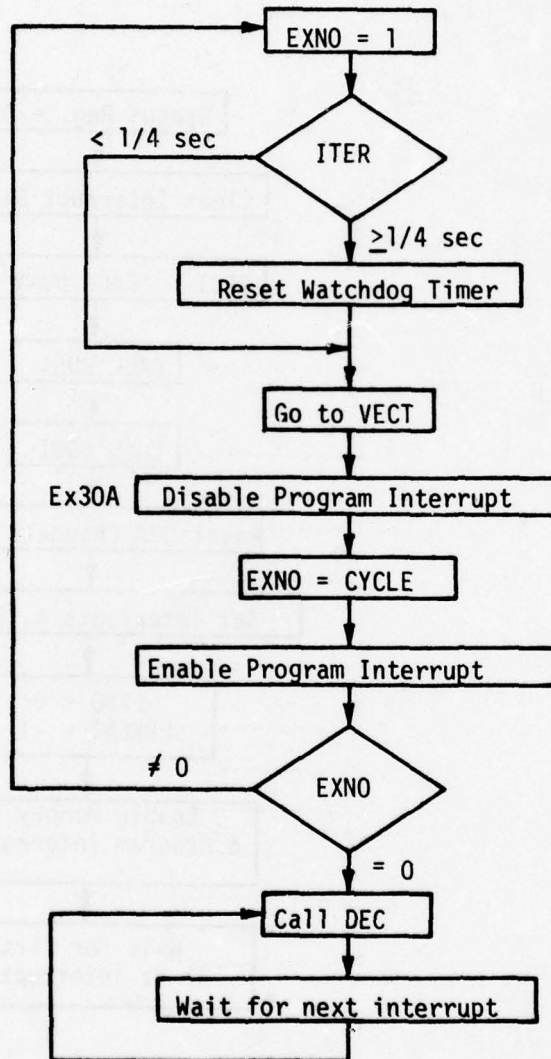 EXNO = 1
< 1/4 sec
ITER
≥1/4 sec
Reset Watchdog Timer
Go to VECT
Ex30A
Disable Program Interrupt
EXNO = CYCLE
Enable Program Interrupt
≠ 0
EXNO
= 0
Call DEC
Wait for next interrupt